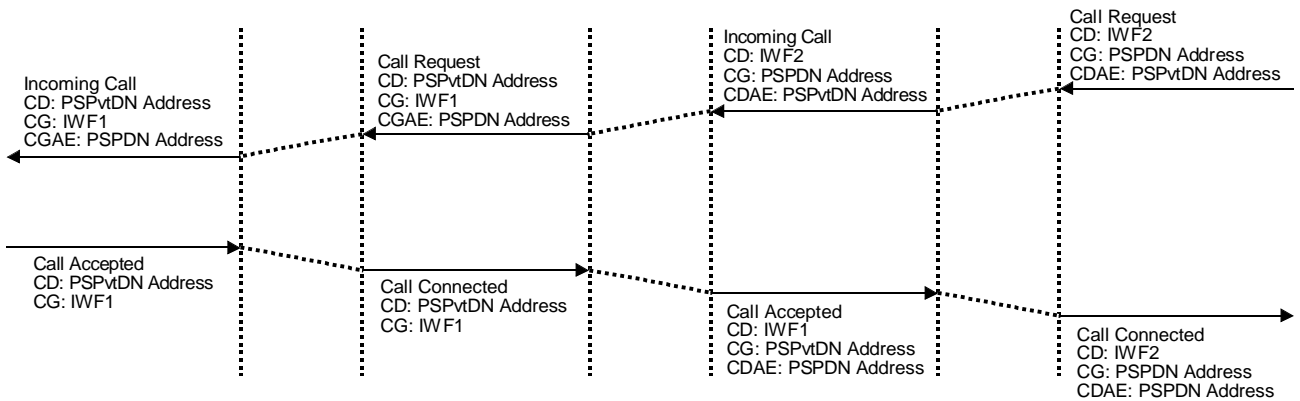 Call Request
CD: IWF2
CG: PSPDN Address
CDAE: PSPvtDN Address
Incoming Call
CD: IWF2
CG: PSPDN Address
CDAE: PSPvtDN Address
Call Request
CD: PSPvtDN Address
CG: IWF1
CGAE: PSPDN Address
Incoming Call
CD: PSPvtDN Address
CG: IWF1
CGAE: PSPDN Address
Call Accepted
CD: PSPvtDN Address
CG: IWF1
Call Connected
CD: PSPvtDN Address
CG: IWF1
Call Accepted
CD: IWF1
CG: PSPvtDN Address
CDAE: PSPDN Address
Call Connected
CD: IWF2
CG: PSPDN Address
CDAE: PSPDN Address